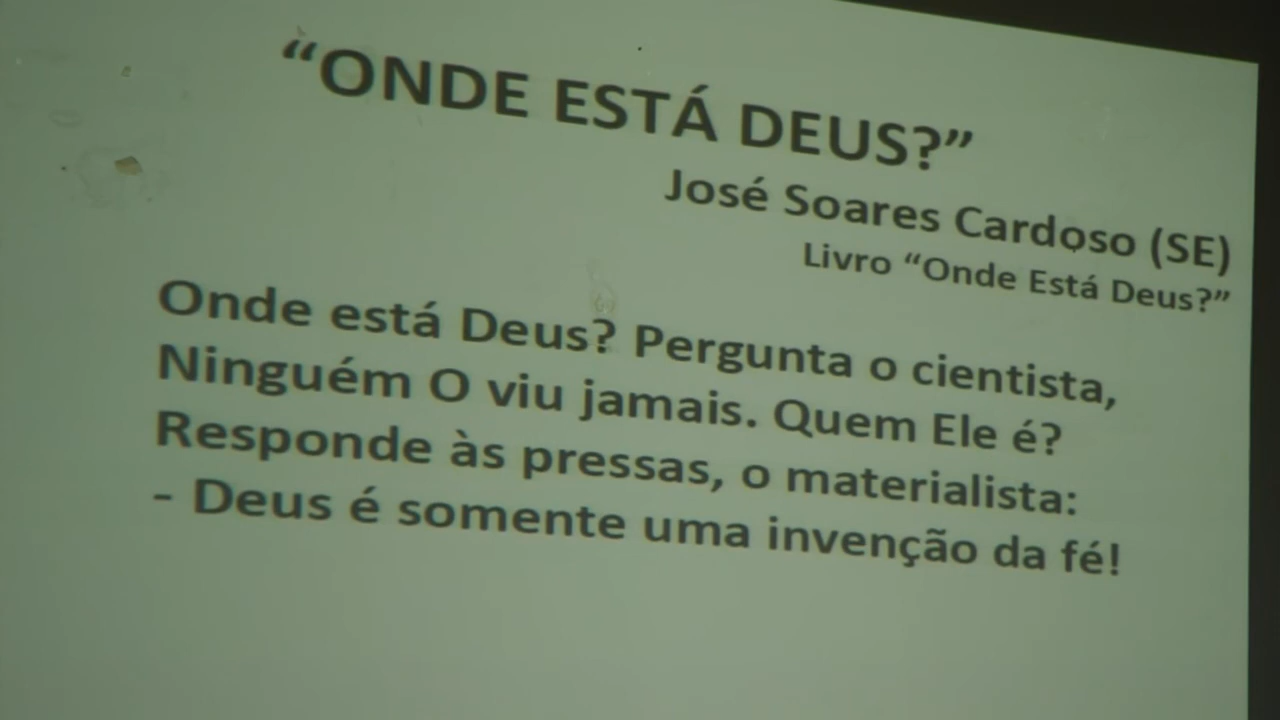 “ONDE ESTÁ DEUS?”
José Soares Cardoso (SE)
Livro “Onde Está Deus?”
Onde está Deus? Pergunta o cientista,
Ninguém O viu jamais. Quem Ele é?
Responde às pressas, o materialista:
- Deus é somente uma invenção da fé!